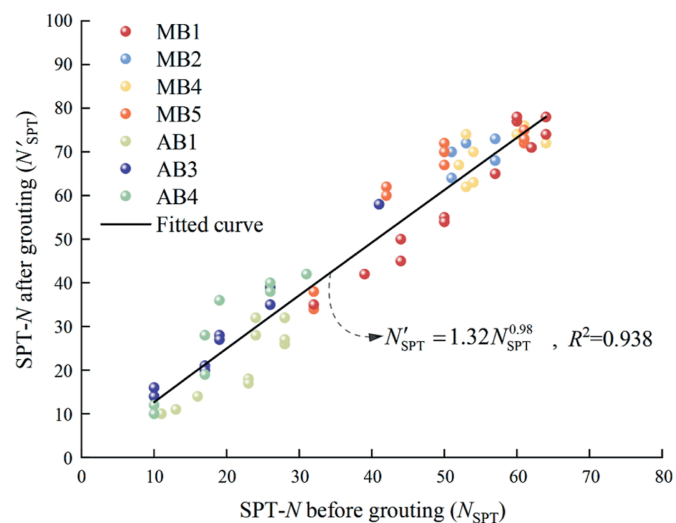 100
90
80
70
60
50
40
30
20
10
0
SPT-N after grouting (N′SPT)
MB1
MB2
MB4
MB5
AB1
AB3
AB4
Fitted curve
N′SPT =1.32N0.98SPT , R²=0.938
0 10 20 30 40 50 60 70 80
SPT-N before grouting (NSPT)